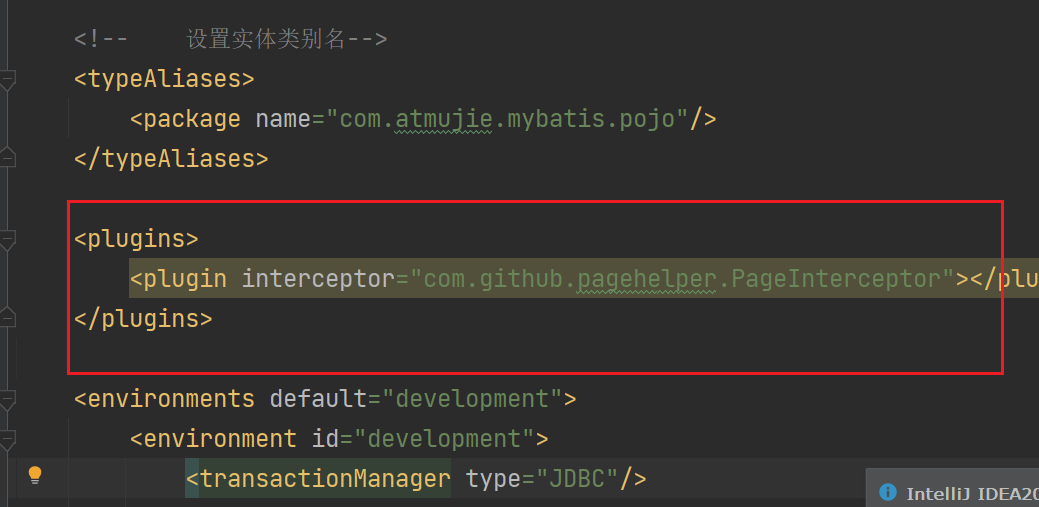 <!-- 设置实体类别名-->
<typeAliases>
<package name="com.atmujie.mybatis.pojo"/>
</typeAliases>
<plugins>
<plugin interceptor="com.github.pagehelper.PageInterceptor"></plu
</plugins>
<environments default="development">
<environment id="development">
<transactionManager type="JDBC"/>
IntelliJ IDEA20